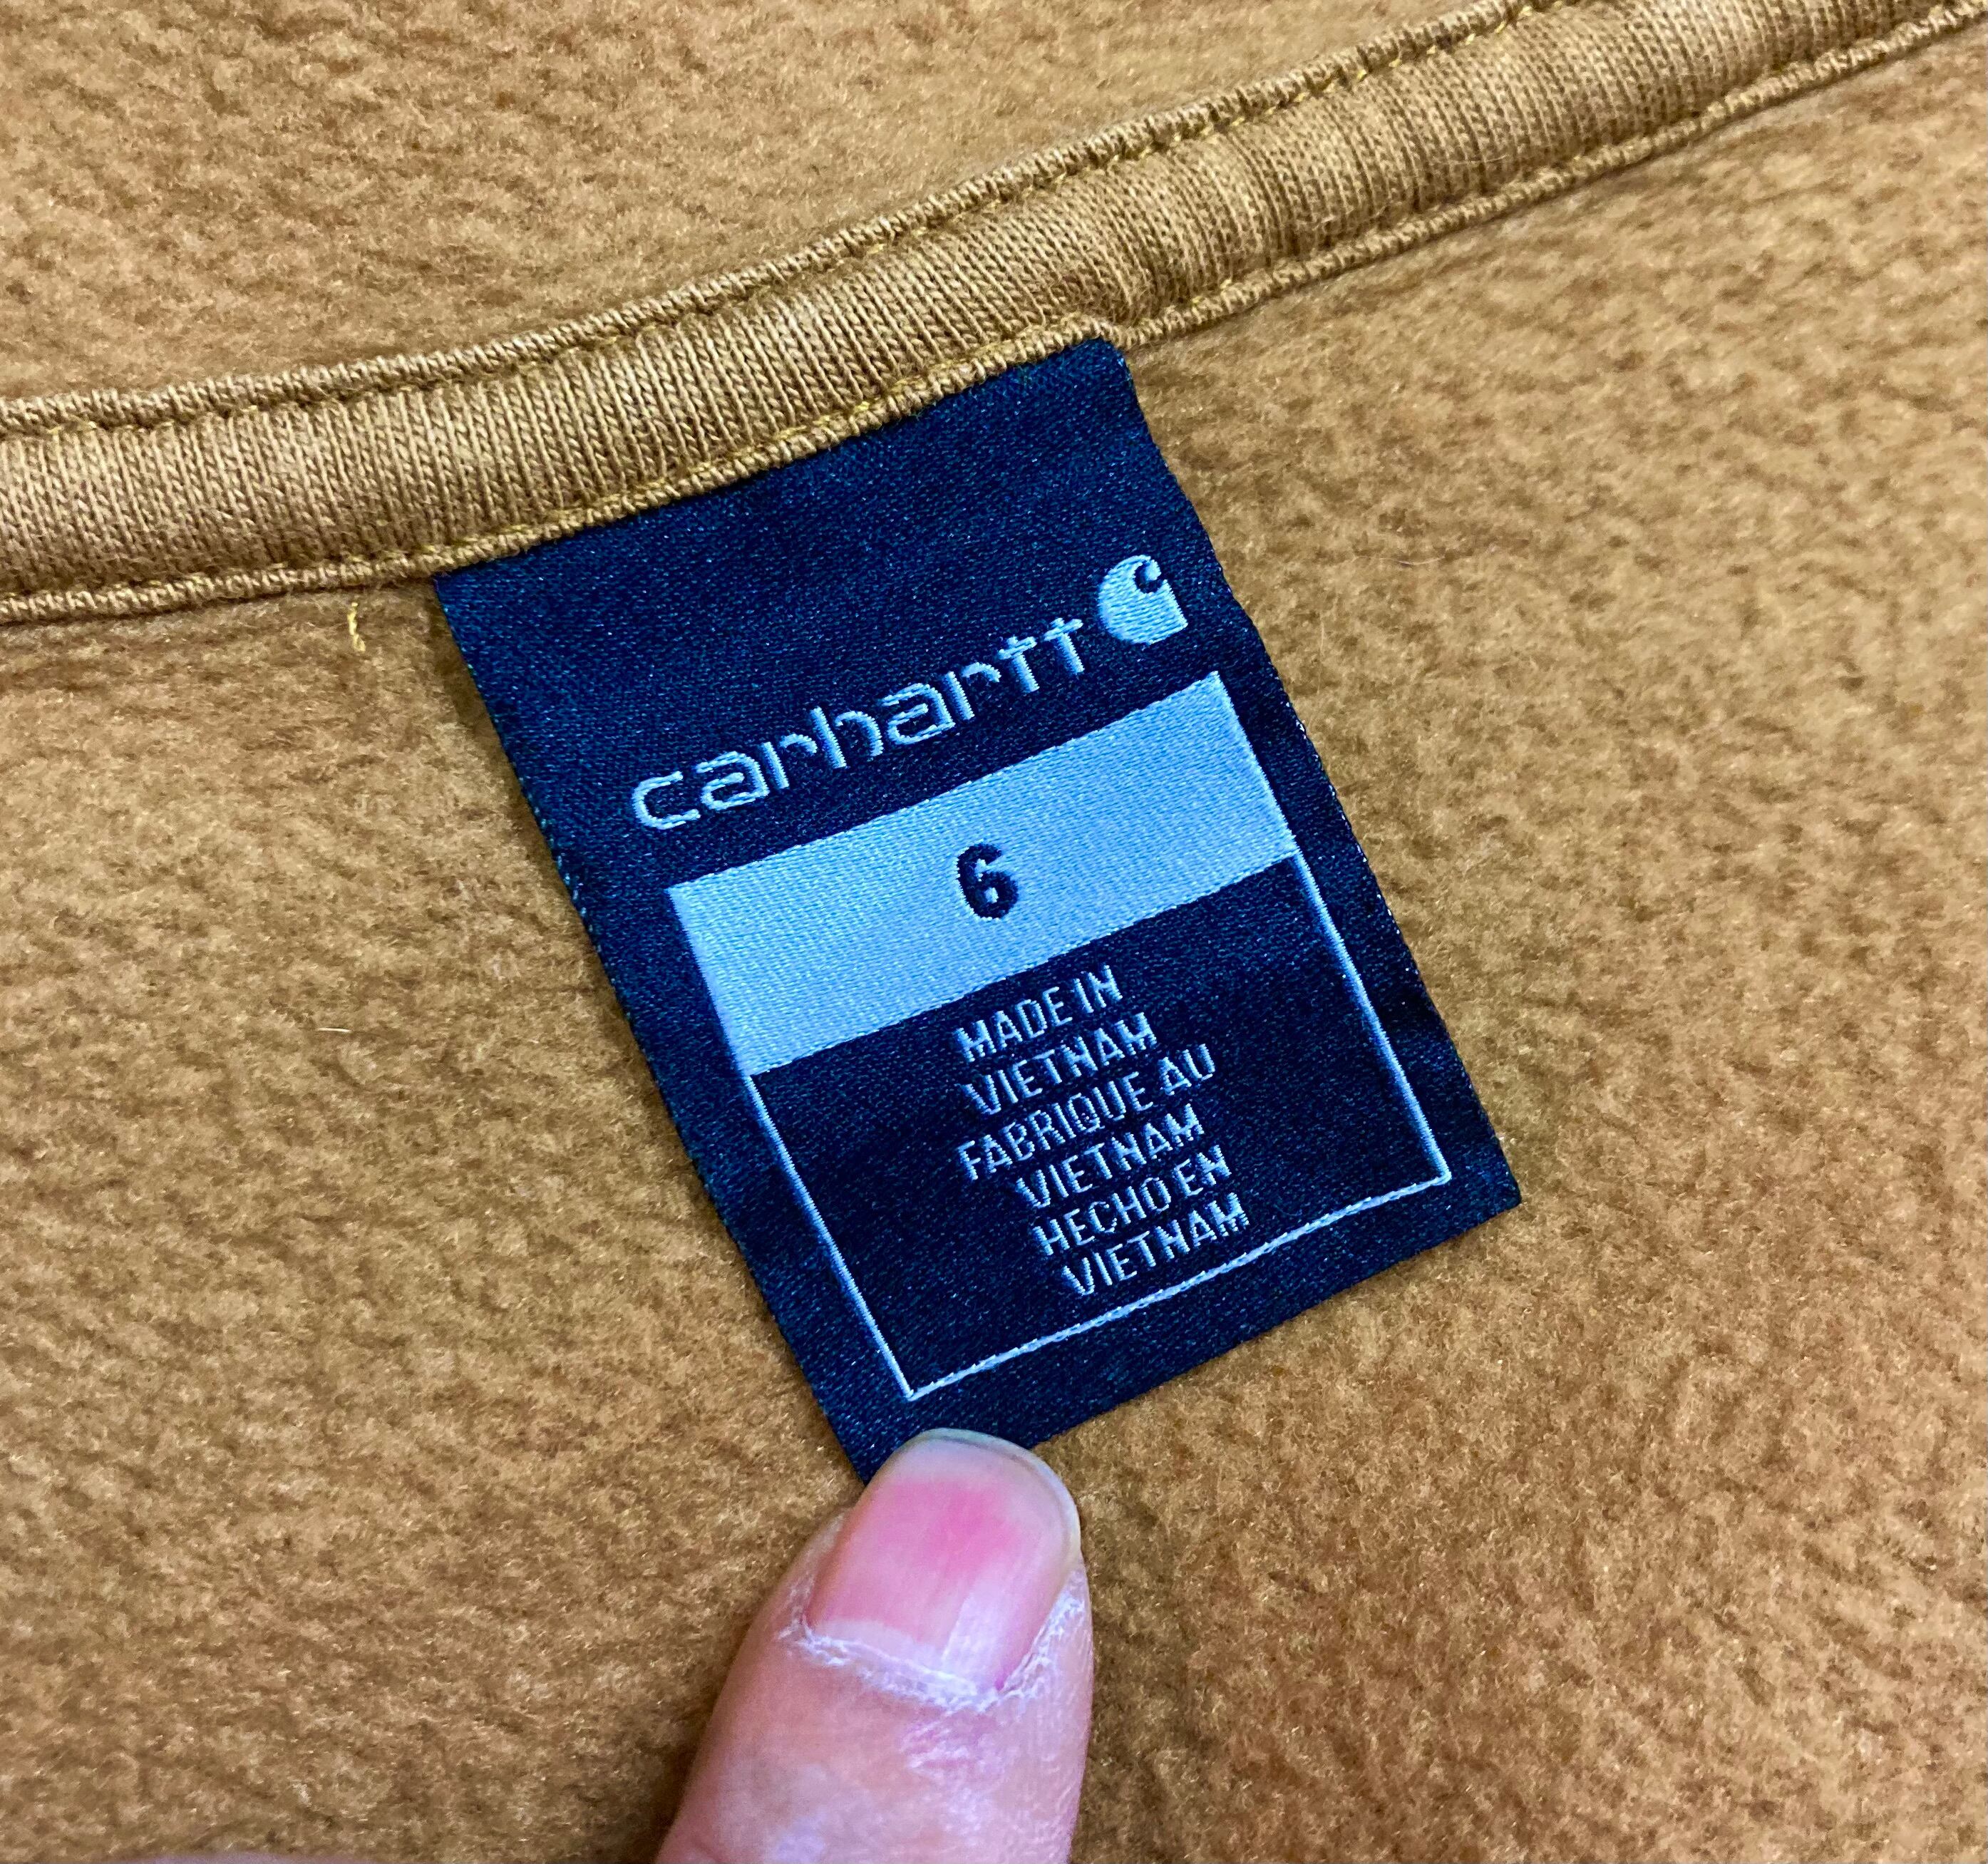 carhartt
6
MADE IN
VIETNAM
FABRIQUE AU
VIETNAM
HECHO EN
VIETNAM